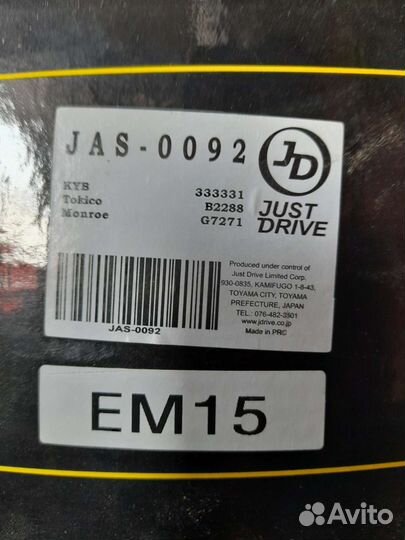 JAS-0092
JD
JUST
DRIVE
KYB 333331
Tokico B2288
Monroe G7271
Produced under control of
Just Drive Limited Corp.
930-0835, KAMIFUGO 1-8-43,
TOYAMA CITY, TOYAMA
PREFECTURE, JAPAN
TEL.: 076-482-3501
www.jdrive.co.jp
Made in PRC
JAS-0092
EM15
Avito